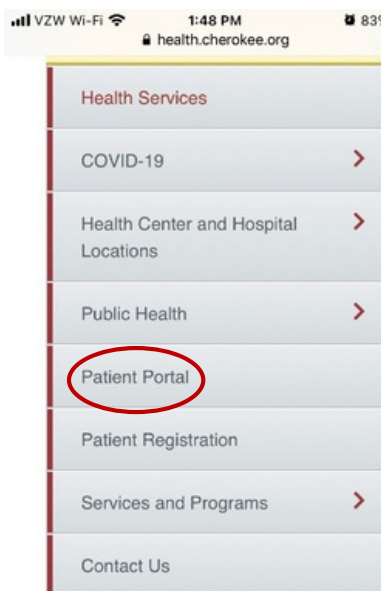 VZW Wi-Fi 1:48 PM 83%
health.cherokee.org
Health Services
COVID-19
Health Center and Hospital
Locations
Public Health
Patient Portal
Patient Registration
Services and Programs
Contact Us